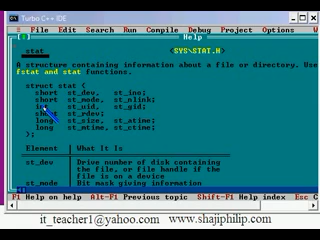 Turbo C++ IDE
File Edit Search Run Compile Debug Project Options W
Help
stat <SYS\STAT.H>
A structure containing information about a file or directory. Use
fstat and stat functions.
struct stat {
short st_dev, st_ino;
short st_mode, st_nlink;
int st_uid, st_gid;
short st_rdev;
long st_size, st_atime;
long st_mtime, st_ctime;
};
Element │ What It Is
st_dev │ Drive number of disk containing
│ the file, or file handle if the
│ file is on a device
st_mode │ Bit mask giving information
F1 Help on help Alt-F1 Previous topic Shift-F1 Help index Esc C
it_teacher1@yahoo.com www.shajiphilip.com